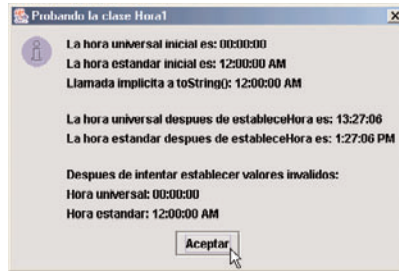 Probando la clase Hora1
La hora universal inicial es: 00:00:00
La hora estandar inicial es: 12:00:00 AM
Llamada implicita a toString(): 12:00:00 AM
La hora universal despues de estableceHora es: 13:27:06
La hora estandar despues de estableceHora es: 1:27:06 PM
Despues de intentar establecer valores invalidos:
Hora universal: 00:00:00
Hora estandar: 12:00:00 AM
Aceptar